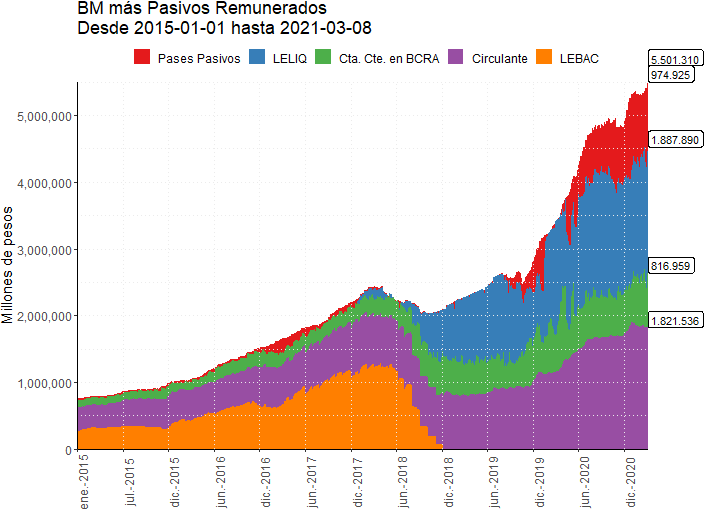 BM más Pasivos Remunerados
Desde 2015-01-01 hasta 2021-03-08
Pases Pasivos LELIQ Cta. Cte. en BCRA Circulante LEBAC
5.501.310
974.925
1.887.890
816.959
1.821.536
Millones de pesos
5,000,000
4,000,000
3,000,000
2,000,000
1,000,000
0
ene.-2015
jul.-2015
dic.-2015
jun.-2016
dic.-2016
jun.-2017
dic.-2017
jun.-2018
dic.-2018
jun.-2019
dic.-2019
jun.-2020
dic.-2020